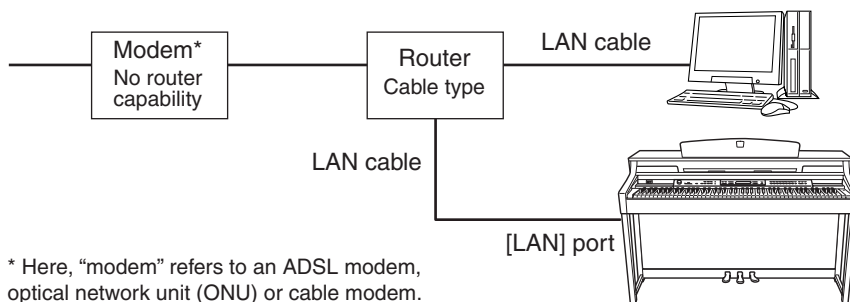 Modem*
No router
capability
Router
Cable type
LAN cable
LAN cable
[LAN] port
* Here, “modem” refers to an ADSL modem,
optical network unit (ONU) or cable modem.